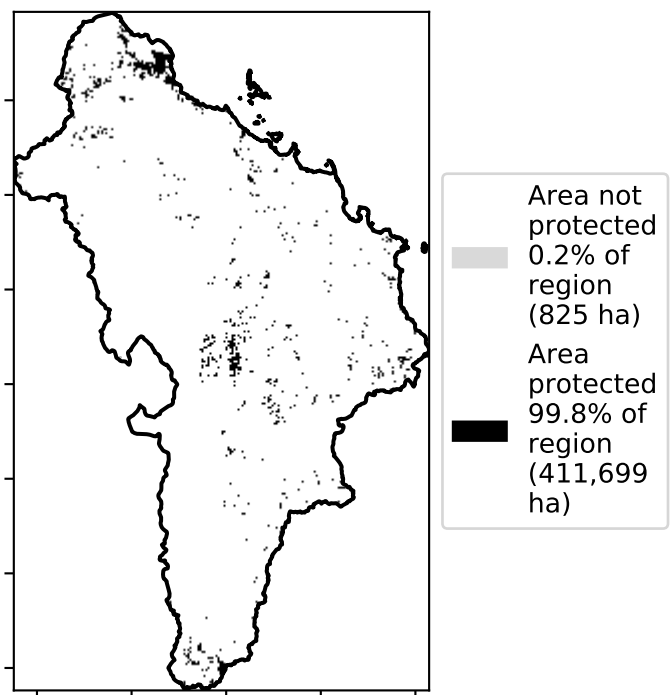 Area not
protected
0.2% of
region
(825 ha)
Area
protected
99.8% of
region
(411,699
ha)